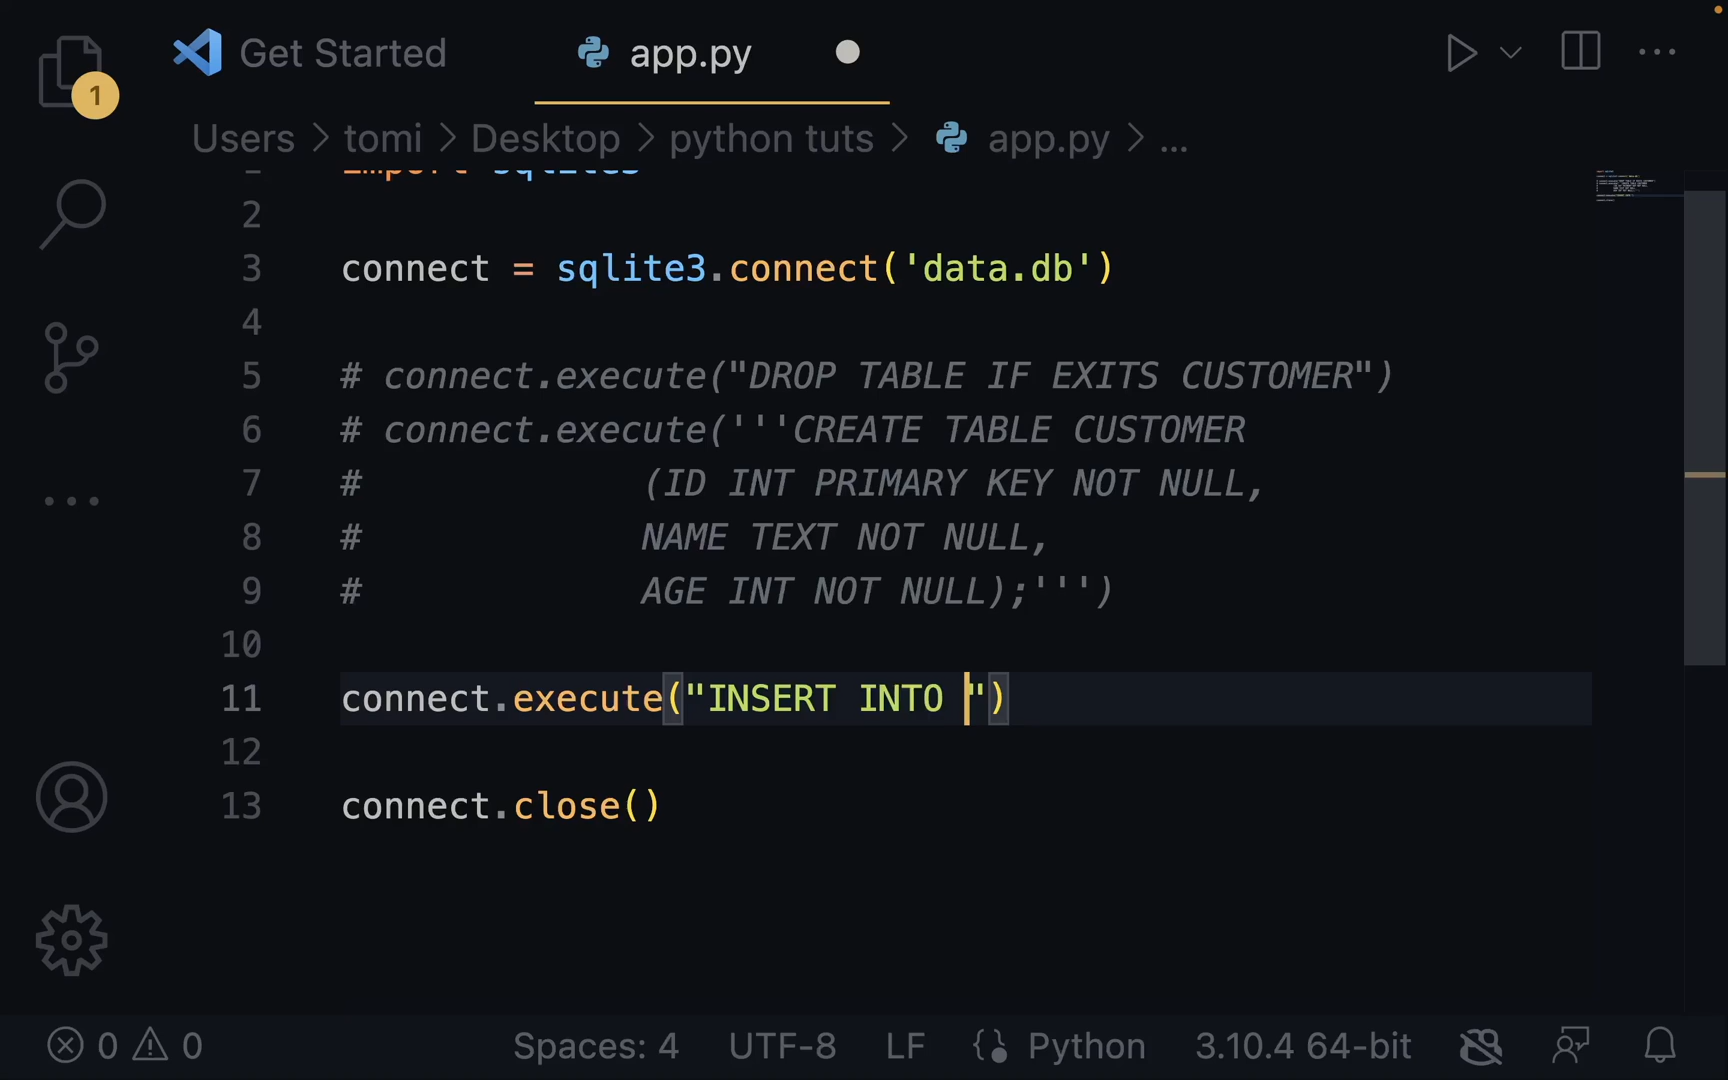 1
Get Started
app.py
Users > tomi > Desktop > python tuts > app.py > ...
import sqlite3
2
3 connect = sqlite3.connect('data.db')
4
5 # connect.execute("DROP TABLE IF EXITS CUSTOMER")
6 # connect.execute('''CREATE TABLE CUSTOMER
7 # (ID INT PRIMARY KEY NOT NULL,
8 # NAME TEXT NOT NULL,
9 # AGE INT NOT NULL);''')
10
11 connect.execute("INSERT INTO ")
12
13 connect.close()
0 0 Spaces: 4 UTF-8 LF Python 3.10.4 64-bit